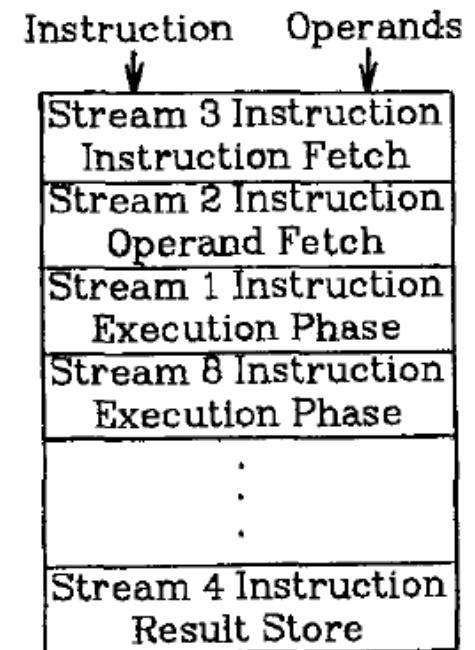 Instruction Operands
Stream 3 Instruction
Instruction Fetch
Stream 2 Instruction
Operand Fetch
Stream 1 Instruction
Execution Phase
Stream 8 Instruction
Execution Phase
.
.
.
Stream 4 Instruction
Result Store